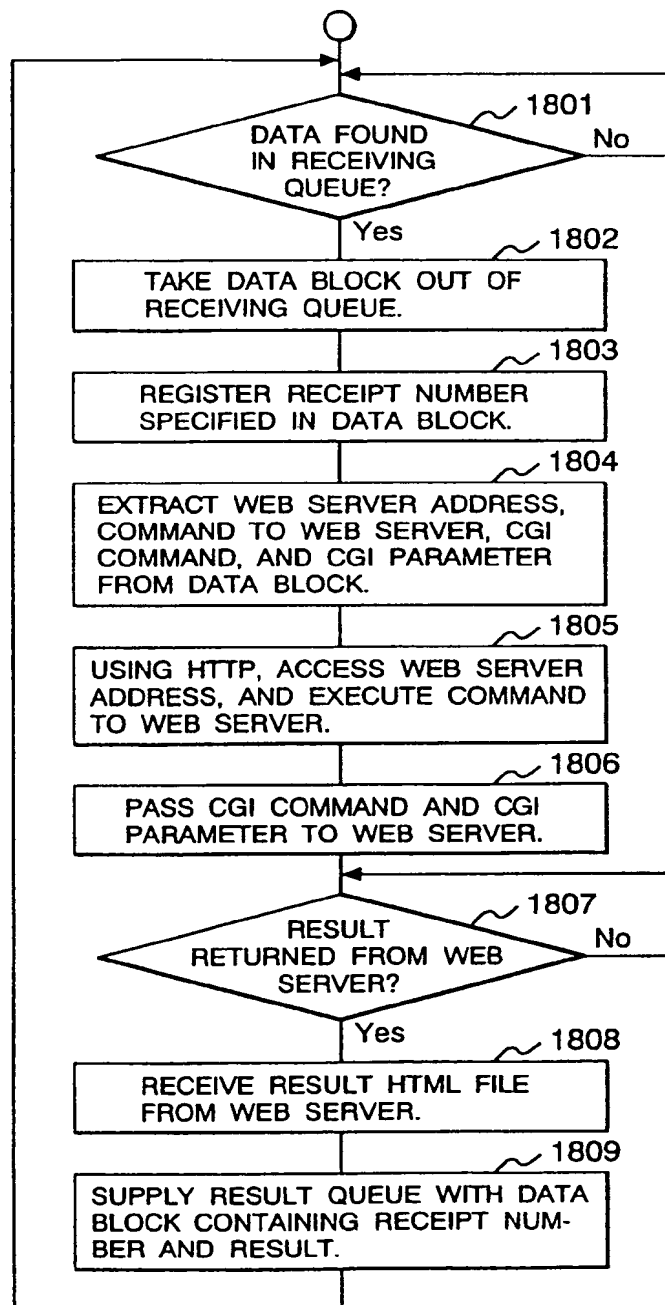 1801
DATA FOUND
IN RECEIVING
QUEUE?
No
Yes
1802
TAKE DATA BLOCK OUT OF
RECEIVING QUEUE.
1803
REGISTER RECEIPT NUMBER
SPECIFIED IN DATA BLOCK.
1804
EXTRACT WEB SERVER ADDRESS,
COMMAND TO WEB SERVER, CGI
COMMAND, AND CGI PARAMETER
FROM DATA BLOCK.
1805
USING HTTP, ACCESS WEB SERVER
ADDRESS, AND EXECUTE COMMAND
TO WEB SERVER.
1806
PASS CGI COMMAND AND CGI
PARAMETER TO WEB SERVER.
1807
RESULT
RETURNED FROM WEB
SERVER?
No
Yes
1808
RECEIVE RESULT HTML FILE
FROM WEB SERVER.
1809
SUPPLY RESULT QUEUE WITH DATA
BLOCK CONTAINING RECEIPT NUM-
BER AND RESULT.